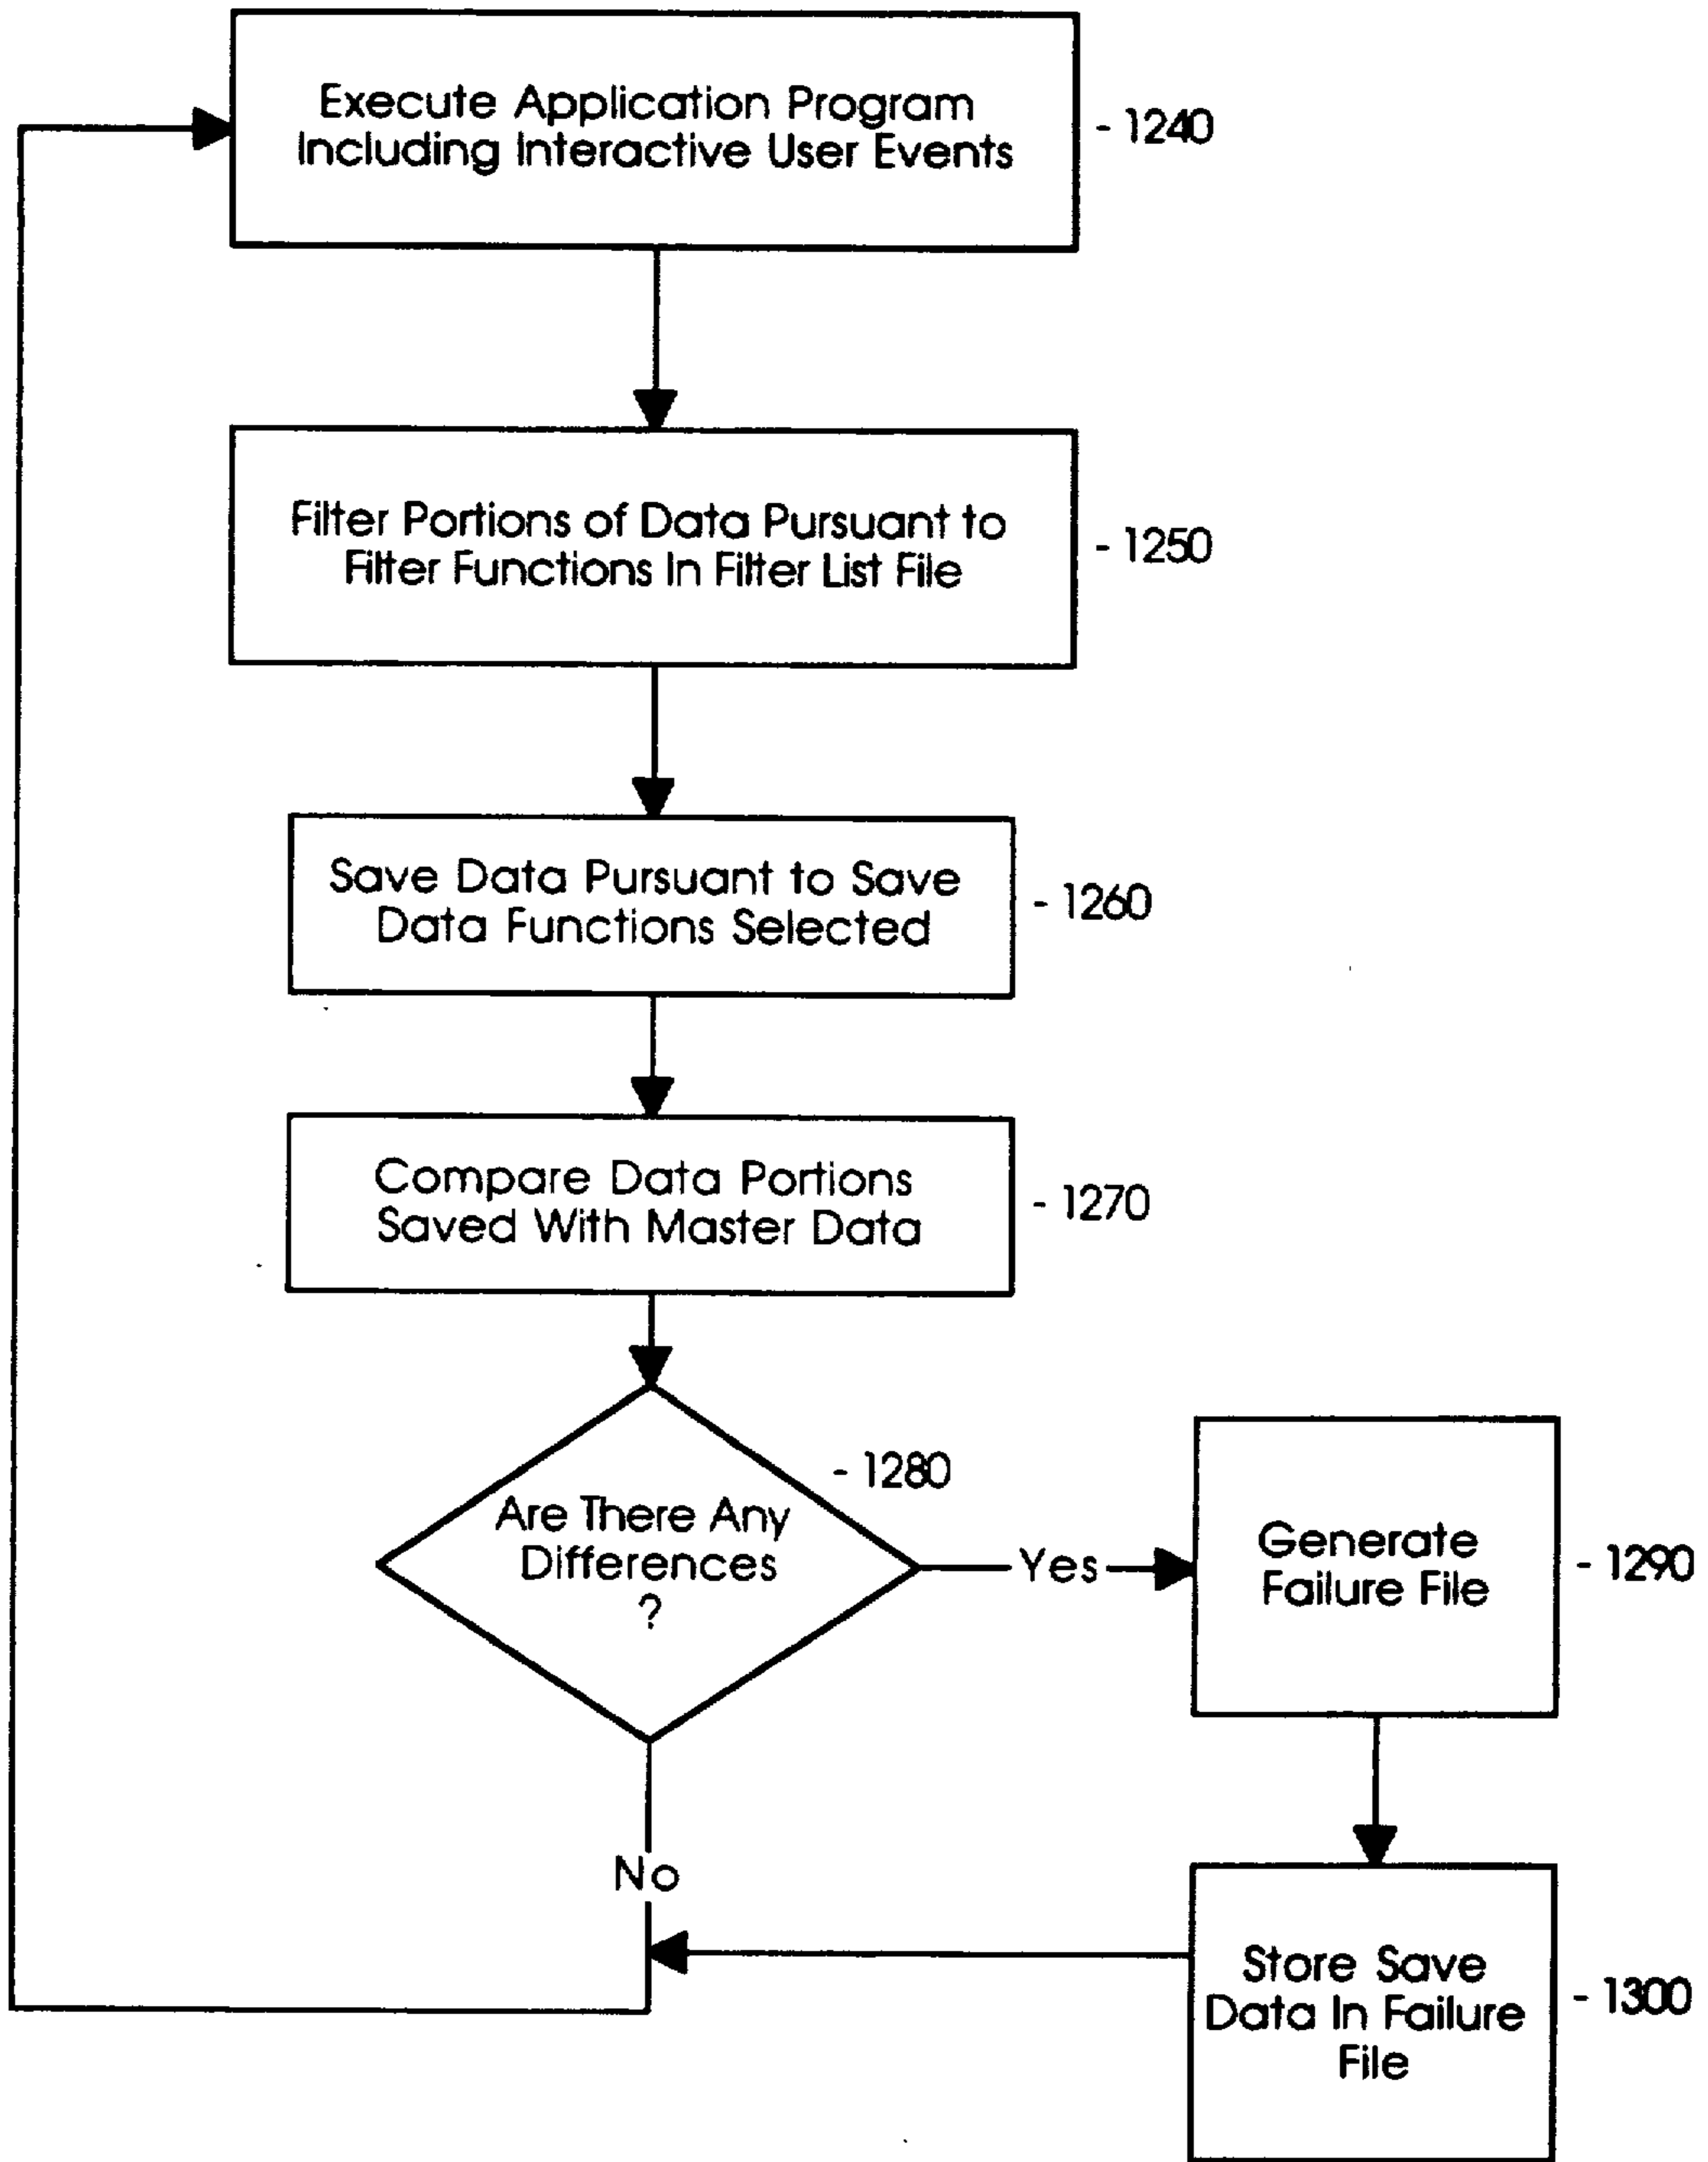 Execute Application Program
Including Interactive User Events
- 1240
Filter Portions of Data Pursuant to
Filter Functions In Filter List File
- 1250
Save Data Pursuant to Save
Data Functions Selected
- 1260
Compare Data Portions
Saved With Master Data
- 1270
- 1280
Are There Any
Differences
?
Yes
Generate
Failure File
- 1290
No
Store Save
Data In Failure
File
- 1300